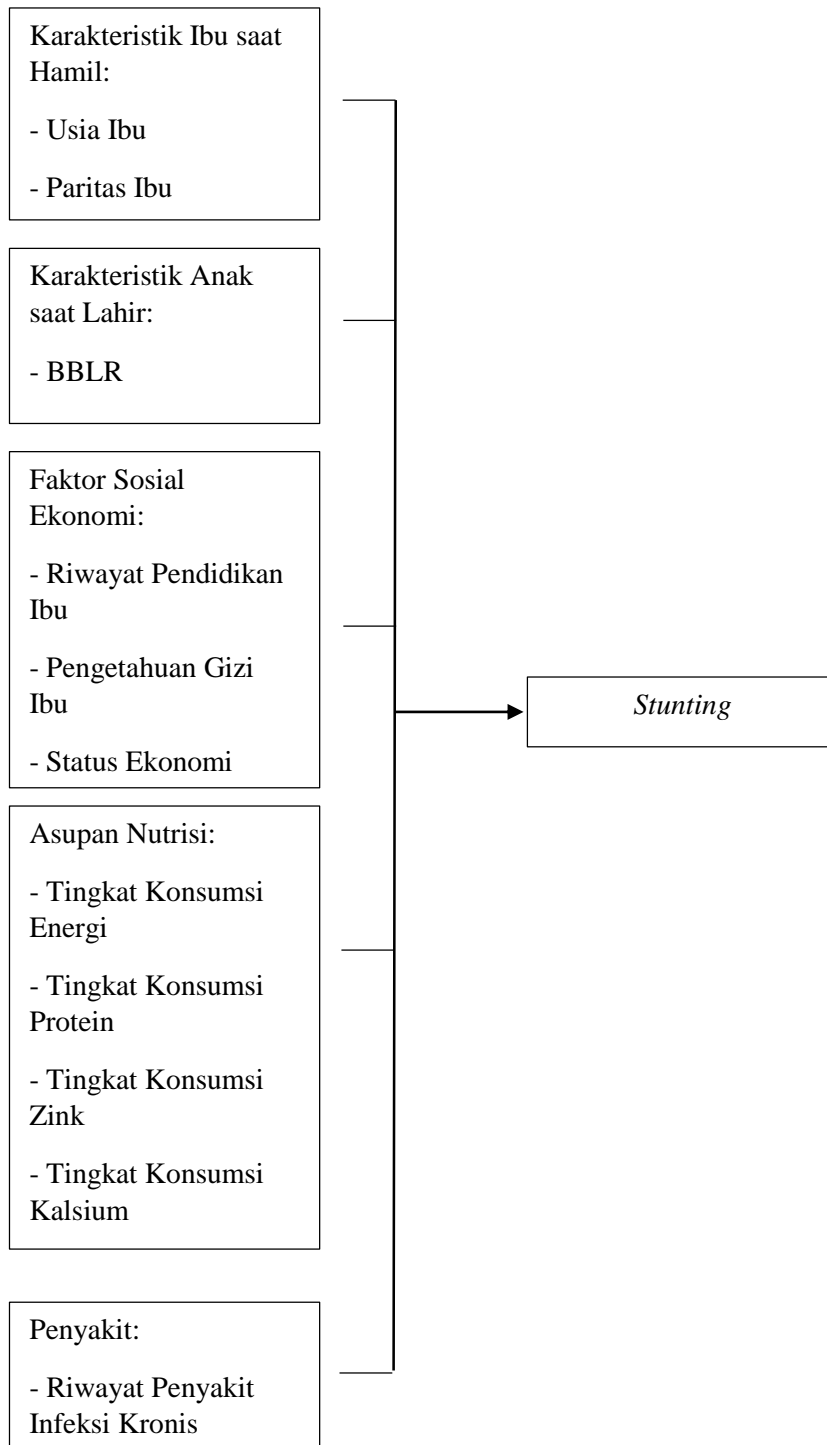 Karakteristik Ibu saat
Hamil:
- Usia Ibu
- Paritas Ibu
Karakteristik Anak
saat Lahir:
- BBLR
Faktor Sosial
Ekonomi:
- Riwayat Pendidikan
Ibu
- Pengetahuan Gizi
Ibu
- Status Ekonomi
Stunting
Asupan Nutrisi:
- Tingkat Konsumsi
Energi
- Tingkat Konsumsi
Protein
- Tingkat Konsumsi
Zink
- Tingkat Konsumsi
Kalsium
Penyakit:
- Riwayat Penyakit
Infeksi Kronis